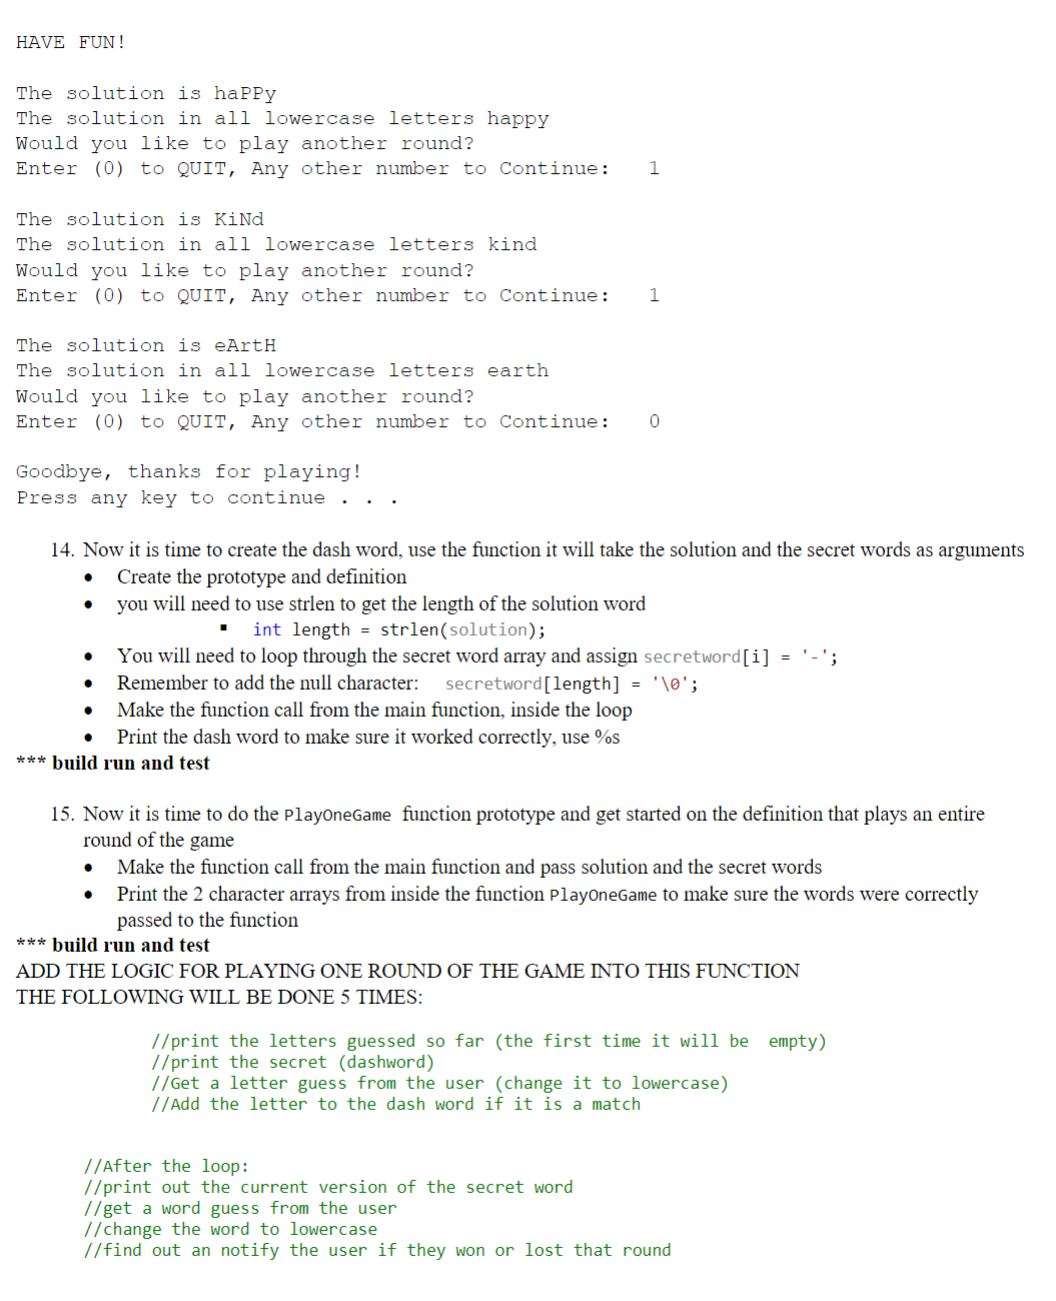 HAVE FUN!
The solution is haPPy
The solution in all lowercase letters happy
Would you like to play another round?
Enter (0) to QUIT, Any other number to Continue:   1
The solution is KiNd
The solution in all lowercase letters kind
Would you like to play another round?
Enter (0) to QUIT, Any other number to Continue:   1
The solution is eArtH
The solution in all lowercase letters earth
Would you like to play another round?
Enter (0) to QUIT, Any other number to Continue:   0
Goodbye, thanks for playing!
Press any key to continue . . .
14. Now it is time to create the dash word, use the function it will take the solution and the secret words as arguments
• Create the prototype and definition
• you will need to use strlen to get the length of the solution word
▪ int length = strlen(solution);
• You will need to loop through the secret word array and assign secretword[i] = '-';
• Remember to add the null character: secretword[length] = '\0';
• Make the function call from the main function, inside the loop
• Print the dash word to make sure it worked correctly, use %s
*** build run and test
15. Now it is time to do the PlayOneGame function prototype and get started on the definition that plays an entire
round of the game
• Make the function call from the main function and pass solution and the secret words
• Print the 2 character arrays from inside the function PlayOneGame to make sure the words were correctly
passed to the function
*** build run and test
ADD THE LOGIC FOR PLAYING ONE ROUND OF THE GAME INTO THIS FUNCTION
THE FOLLOWING WILL BE DONE 5 TIMES:
//print the letters guessed so far (the first time it will be  empty)
//print the secret (dashword)
//Get a letter guess from the user (change it to lowercase)
//Add the letter to the dash word if it is a match
//After the loop:
//print out the current version of the secret word
//get a word guess from the user
//change the word to lowercase
//find out an notify the user if they won or lost that round